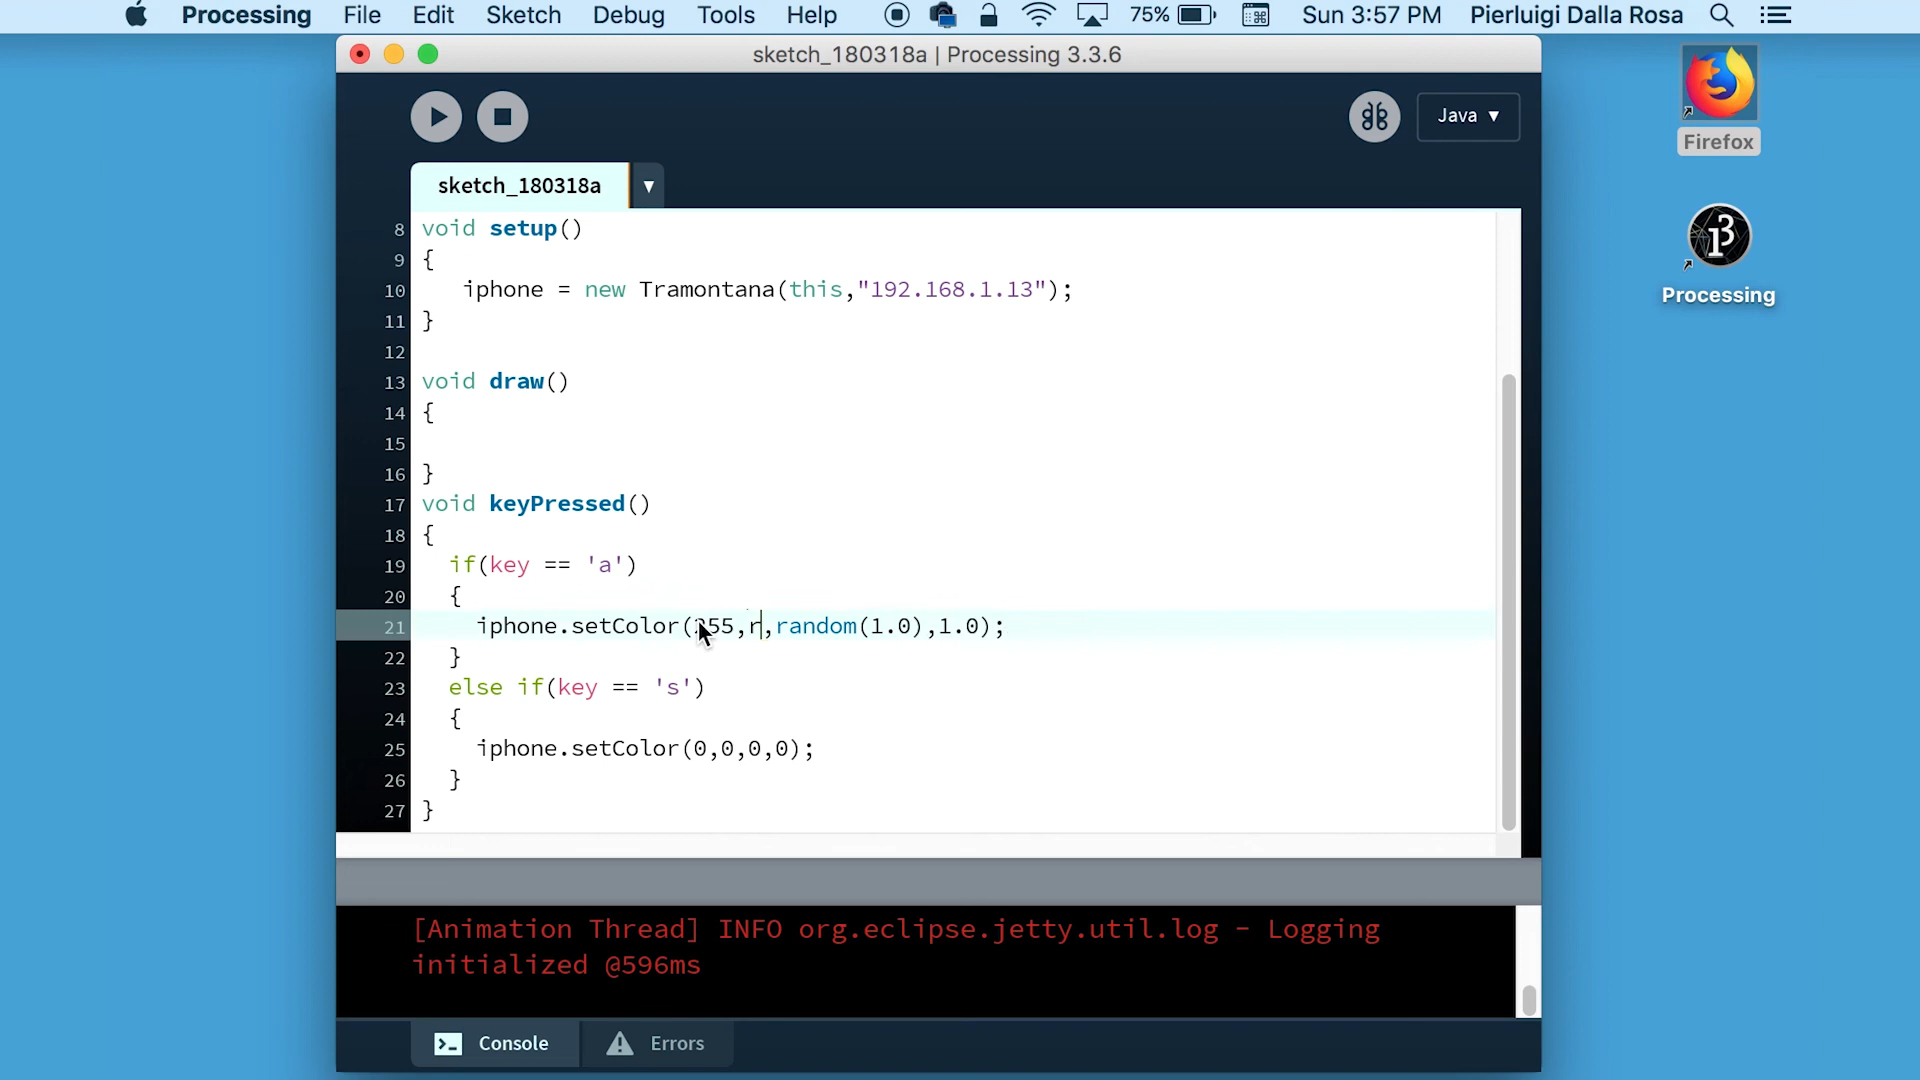 Processing File Edit Sketch Debug Tools Help 75% Sun 3:57 PM Pierluigi Dalla Rosa
sketch_180318a | Processing 3.3.6
Java ▼
Firefox
sketch_180318a ▼
8 void setup()
9 {
10 iphone = new Tramontana(this,"192.168.1.13");
11 }
12
13 void draw()
14 {
15
16 }
17 void keyPressed()
18 {
19 if(key == 'a')
20 {
21 iphone.setColor(255,r,random(1.0),1.0);
22 }
23 else if(key == 's')
24 {
25 iphone.setColor(0,0,0,0);
26 }
27 }
Processing
[Animation Thread] INFO org.eclipse.jetty.util.log - Logging
initialized @596ms
Console Errors